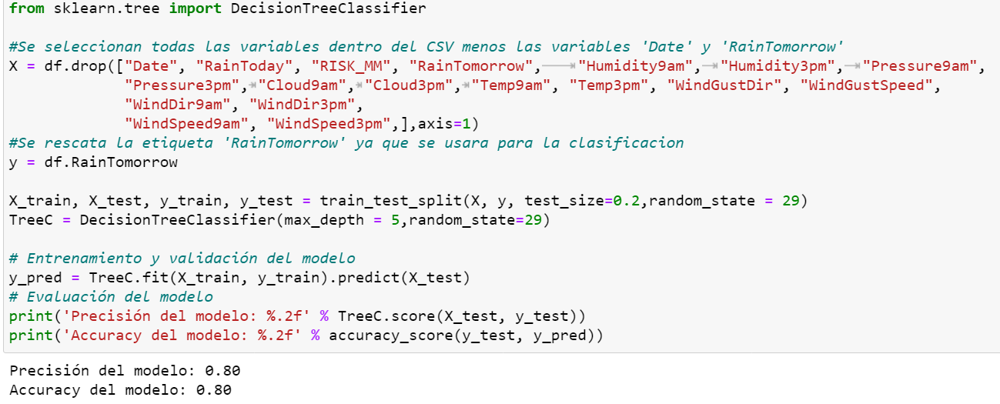 from sklearn.tree import DecisionTreeClassifier
#Se seleccionan todas las variables dentro del CSV menos las variables 'Date' y 'RainTomorrow'
X = df.drop(["Date", "RainToday", "RISK_MM", "RainTomorrow",	"Humidity9am",	"Humidity3pm",	"Pressure9am",
"Pressure3pm",	"Cloud9am",	"Cloud3pm",	"Temp9am", "Temp3pm", "WindGustDir", "WindGustSpeed",
"WindDir9am", "WindDir3pm",
"WindSpeed9am", "WindSpeed3pm",],axis=1)
#Se rescata la etiqueta 'RainTomorrow' ya que se usara para la clasificacion
y = df.RainTomorrow
X_train, X_test, y_train, y_test = train_test_split(X, y, test_size=0.2,random_state = 29)
TreeC = DecisionTreeClassifier(max_depth = 5,random_state=29)
# Entrenamiento y validación del modelo
y_pred = TreeC.fit(X_train, y_train).predict(X_test)
# Evaluación del modelo
print('Precisión del modelo: %.2f' % TreeC.score(X_test, y_test))
print('Accuracy del modelo: %.2f' % accuracy_score(y_test, y_pred))
Precisión del modelo: 0.80
Accuracy del modelo: 0.80